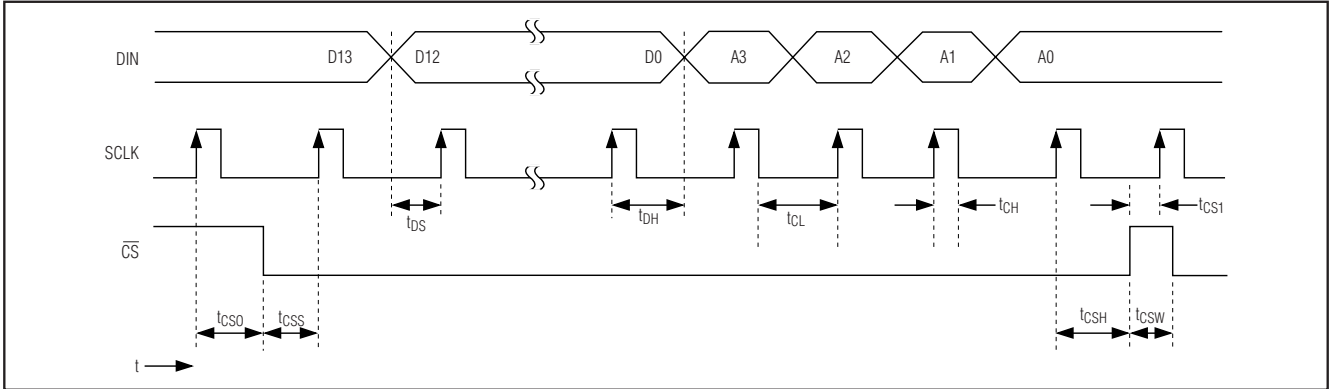 DIN D13 D12 D0 A3 A2 A1 A0
SCLK
tDS tDH tCL tCH tCS1
CS
tCSO tCSS tCSH tCSW
t